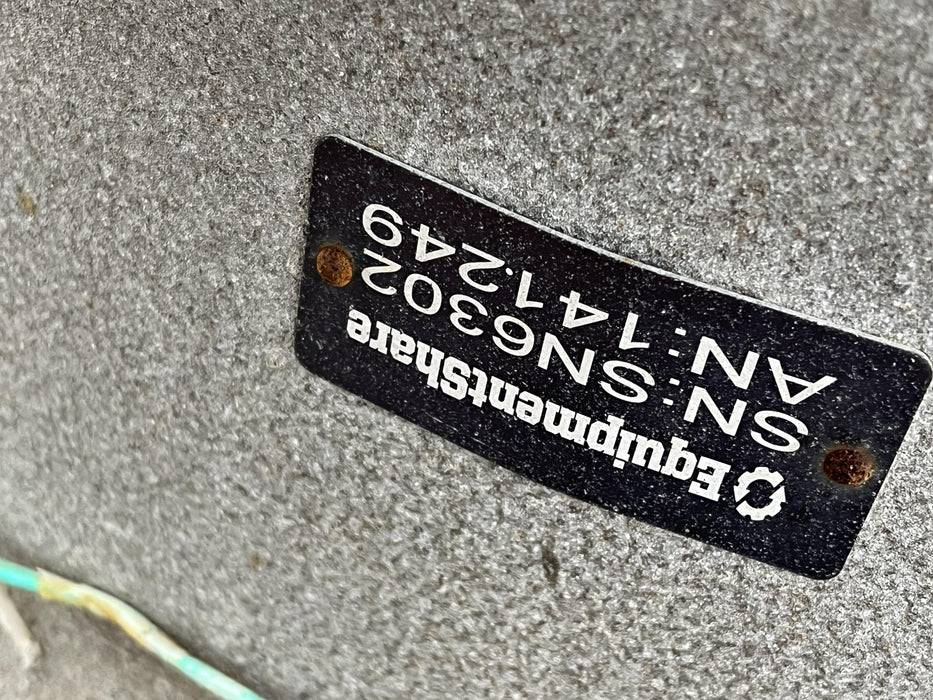 EquipmentShare
SN: SN6302
AN: 141249